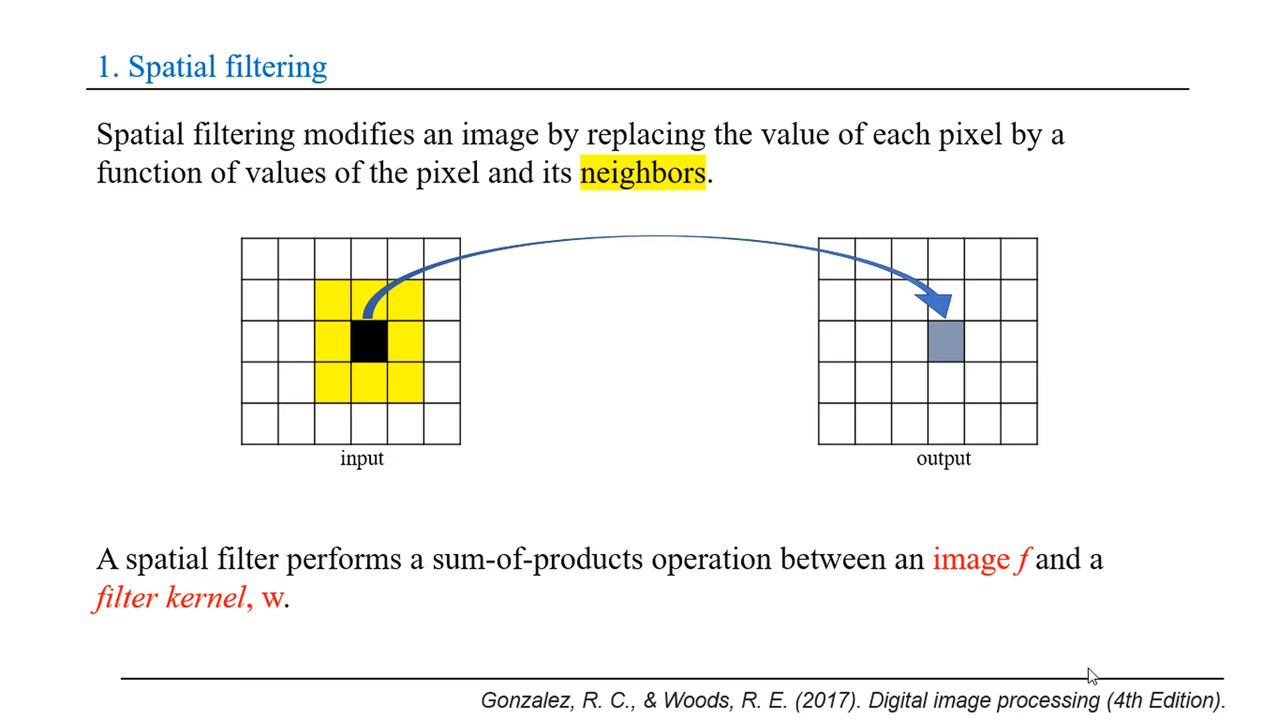 1. Spatial filtering
Spatial filtering modifies an image by replacing the value of each pixel by a
function of values of the pixel and its neighbors.
input
output
A spatial filter performs a sum-of-products operation between an image f and a
filter kernel, w.
Gonzalez, R. C., & Woods, R. E. (2017). Digital image processing (4th Edition).